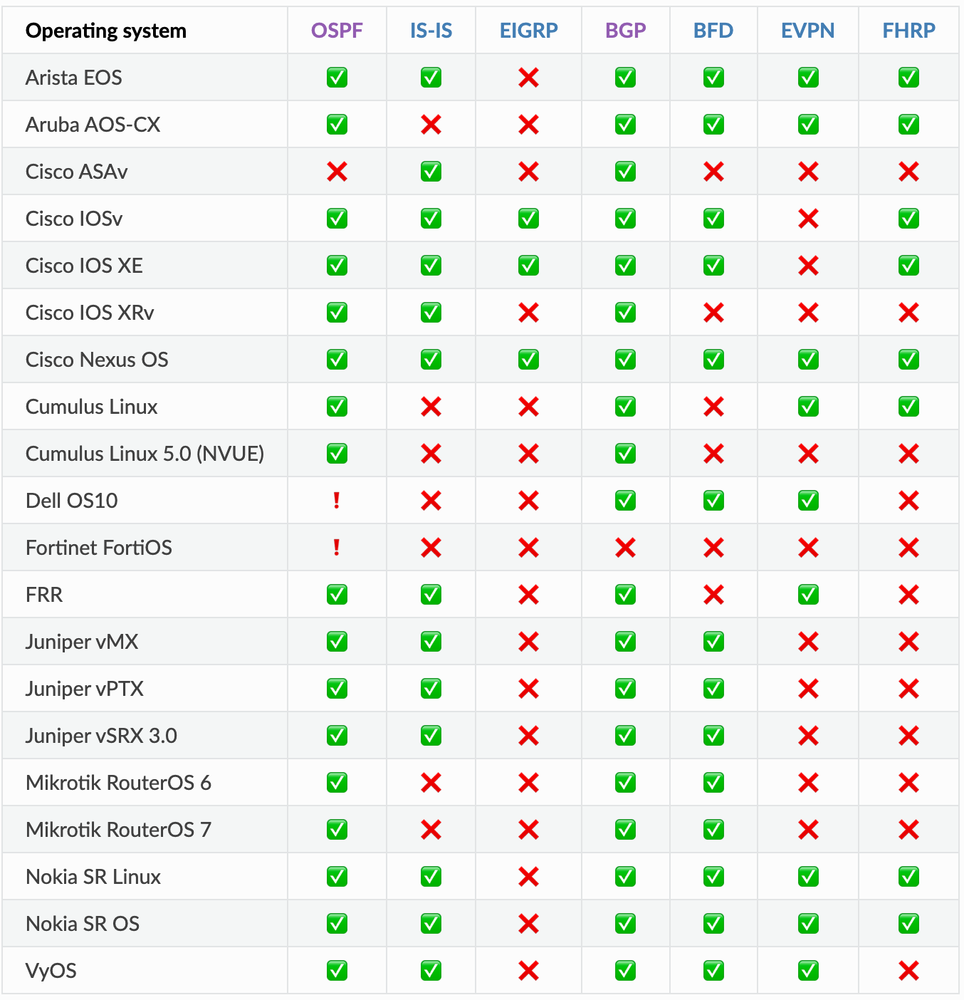 Operating system OSPF IS-IS EIGRP BGP BFD EVPN FHRP
Arista EOS ✅ ✅ ❌ ✅ ✅ ✅ ✅
Aruba AOS-CX ✅ ❌ ❌ ✅ ✅ ✅ ✅
Cisco ASAv ❌ ✅ ❌ ✅ ❌ ❌ ❌
Cisco IOSv ✅ ✅ ✅ ✅ ✅ ❌ ✅
Cisco IOS XE ✅ ✅ ✅ ✅ ✅ ❌ ✅
Cisco IOS XRv ✅ ✅ ❌ ✅ ❌ ❌ ❌
Cisco Nexus OS ✅ ✅ ✅ ✅ ✅ ✅ ✅
Cumulus Linux ✅ ❌ ❌ ✅ ❌ ✅ ✅
Cumulus Linux 5.0 (NVUE) ✅ ❌ ❌ ✅ ❌ ❌ ❌
Dell OS10 ❗ ❌ ❌ ✅ ✅ ✅ ❌
Fortinet FortiOS ❗ ❌ ❌ ❌ ❌ ❌ ❌
FRR ✅ ✅ ❌ ✅ ❌ ✅ ❌
Juniper vMX ✅ ✅ ❌ ✅ ✅ ❌ ❌
Juniper vPTX ✅ ✅ ❌ ✅ ✅ ❌ ❌
Juniper vSRX 3.0 ✅ ✅ ❌ ✅ ✅ ❌ ❌
Mikrotik RouterOS 6 ✅ ❌ ❌ ✅ ✅ ❌ ❌
Mikrotik RouterOS 7 ✅ ❌ ❌ ✅ ✅ ❌ ❌
Nokia SR Linux ✅ ✅ ❌ ✅ ✅ ✅ ✅
Nokia SR OS ✅ ✅ ❌ ✅ ✅ ✅ ✅
VyOS ✅ ✅ ❌ ✅ ✅ ✅ ❌